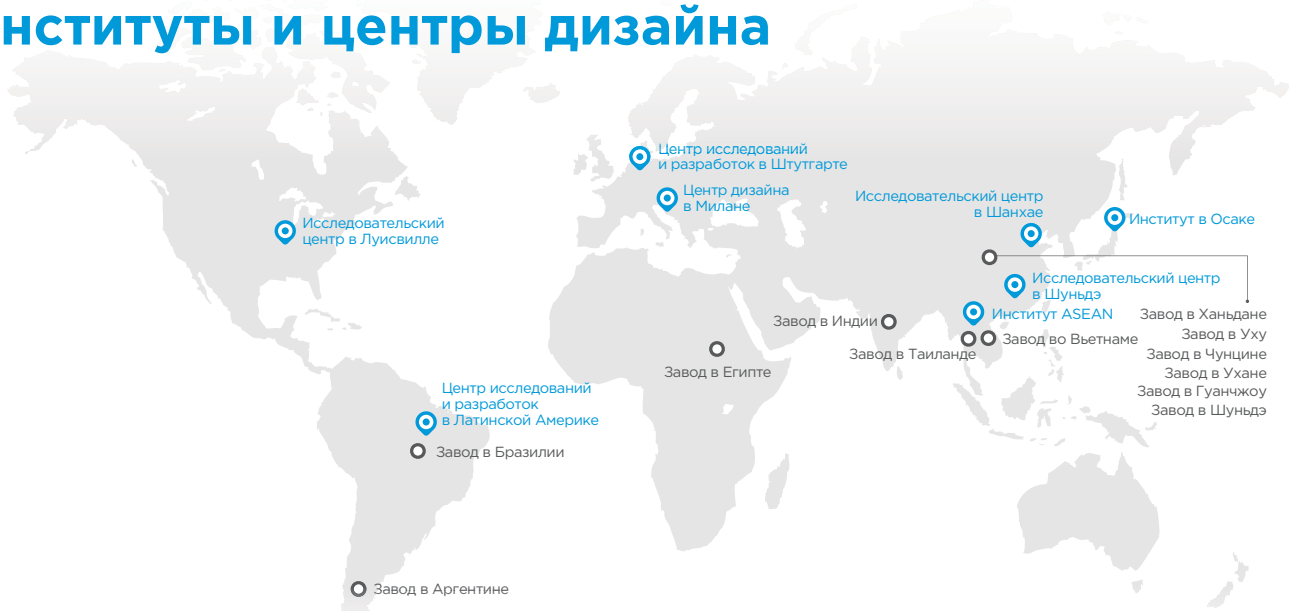 нституты и центры дизайна
Центр исследований
и разработок в Штутгарте
Центр дизайна
в Милане
Исследовательский центр
в Шанхае
Институт в Осаке
Исследовательский
центр в Луисвилле
Исследовательский центр
в Шуньдэ
Институт ASEAN
Завод в Индии
Завод во Вьетнаме
Завод в Таиланде
Завод в Египте
Завод в Ханьдане
Завод в Уху
Завод в Чунцине
Завод в Ухане
Завод в Гуанчжоу
Завод в Шуньдэ
Центр исследований
и разработок
в Латинской Америке
Завод в Бразилии
Завод в Аргентине